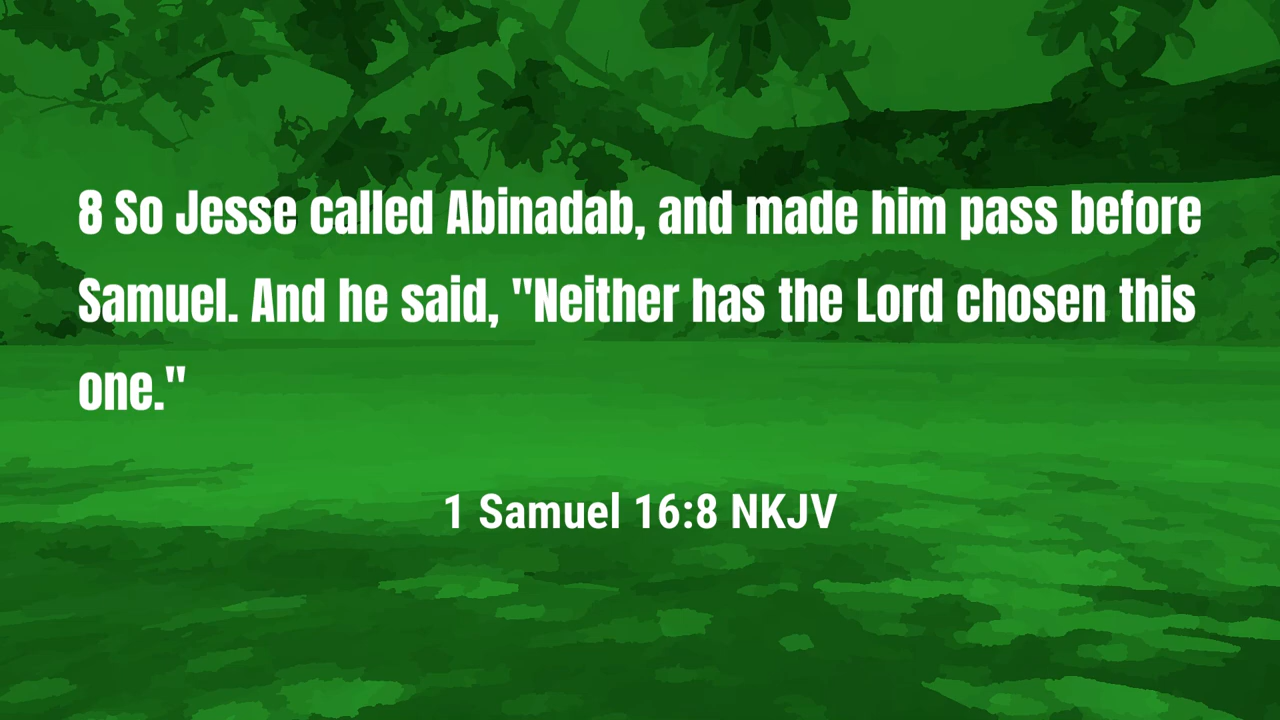 8 So Jesse called Abinadab, and made him pass before
Samuel. And he said, "Neither has the Lord chosen this
one."
1 Samuel 16:8 NKJV